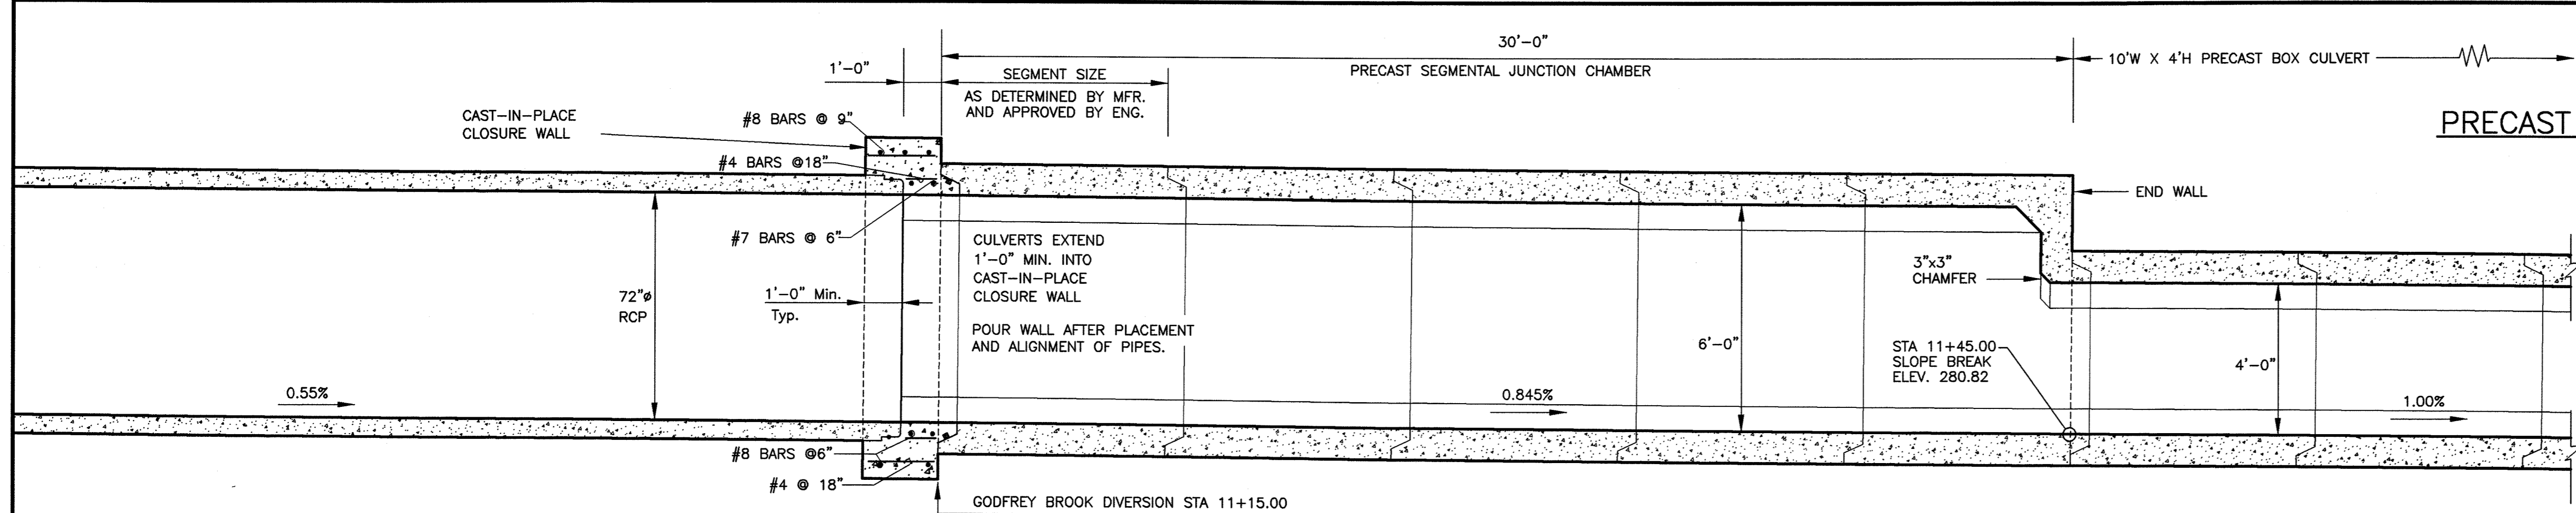 30'-0"
1'-0"
SEGMENT SIZE
PRECAST SEGMENTAL JUNCTION CHAMBER
10'W X 4'H PRECAST BOX CULVERT
AS DETERMINED BY MFR.
AND APPROVED BY ENG.
CAST-IN-PLACE
CLOSURE WALL
#8 BARS @ 9"
PRECAST
#4 BARS @18"
END WALL
#7 BARS @ 6"
CULVERTS EXTEND
1'-0" MIN. INTO
CAST-IN-PLACE
CLOSURE WALL
3"x3"
CHAMFER
72"ø
RCP
1'-0" Min.
Typ.
POUR WALL AFTER PLACEMENT
AND ALIGNMENT OF PIPES.
6'-0"
STA 11+45.00
SLOPE BREAK
ELEV. 280.82
4'-0"
0.55%
0.845%
1.00%
#8 BARS @6"
#4 @ 18"
GODFREY BROOK DIVERSION STA 11+15.00